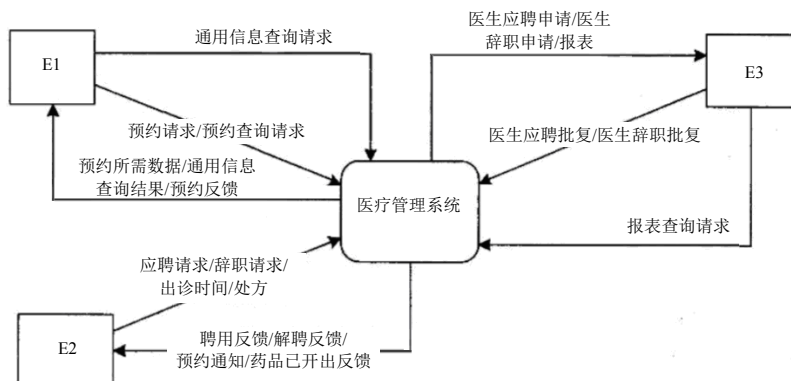 E1
通用信息查询请求
医生应聘申请/医生
辞职申请/报表
E3
预约请求/预约查询请求
医生应聘批复/医生辞职批复
预约所需数据/通用信息
查询结果/预约反馈
医疗管理系统
报表查询请求
应聘请求/辞职请求/
出诊时间/处方
E2
聘用反馈/解聘反馈/
预约通知/药品已开出反馈